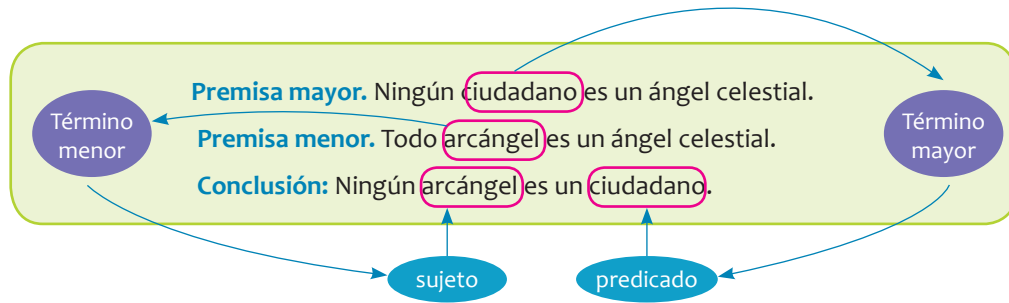 Premisa mayor. Ningún ciudadano es un ángel celestial.
Término
menor
Premisa menor. Todo arcángel es un ángel celestial.
Término
mayor
Conclusión: Ningún arcángel es un ciudadano.
sujeto
predicado